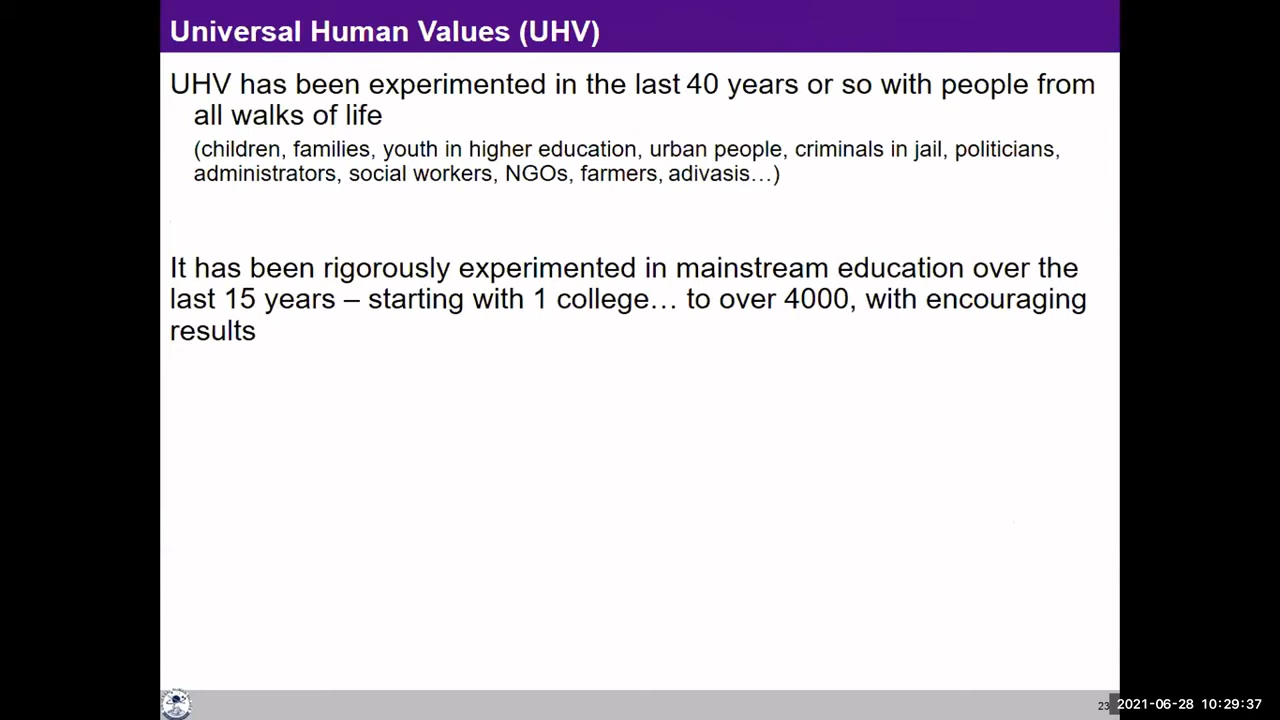 Universal Human Values (UHV)
UHV has been experimented in the last 40 years or so with people from
all walks of life
(children, families, youth in higher education, urban people, criminals in jail, politicians,
administrators, social workers, NGOs, farmers, adivasis…)
It has been rigorously experimented in mainstream education over the
last 15 years – starting with 1 college… to over 4000, with encouraging
results
23
2021-06-28 10:29:37